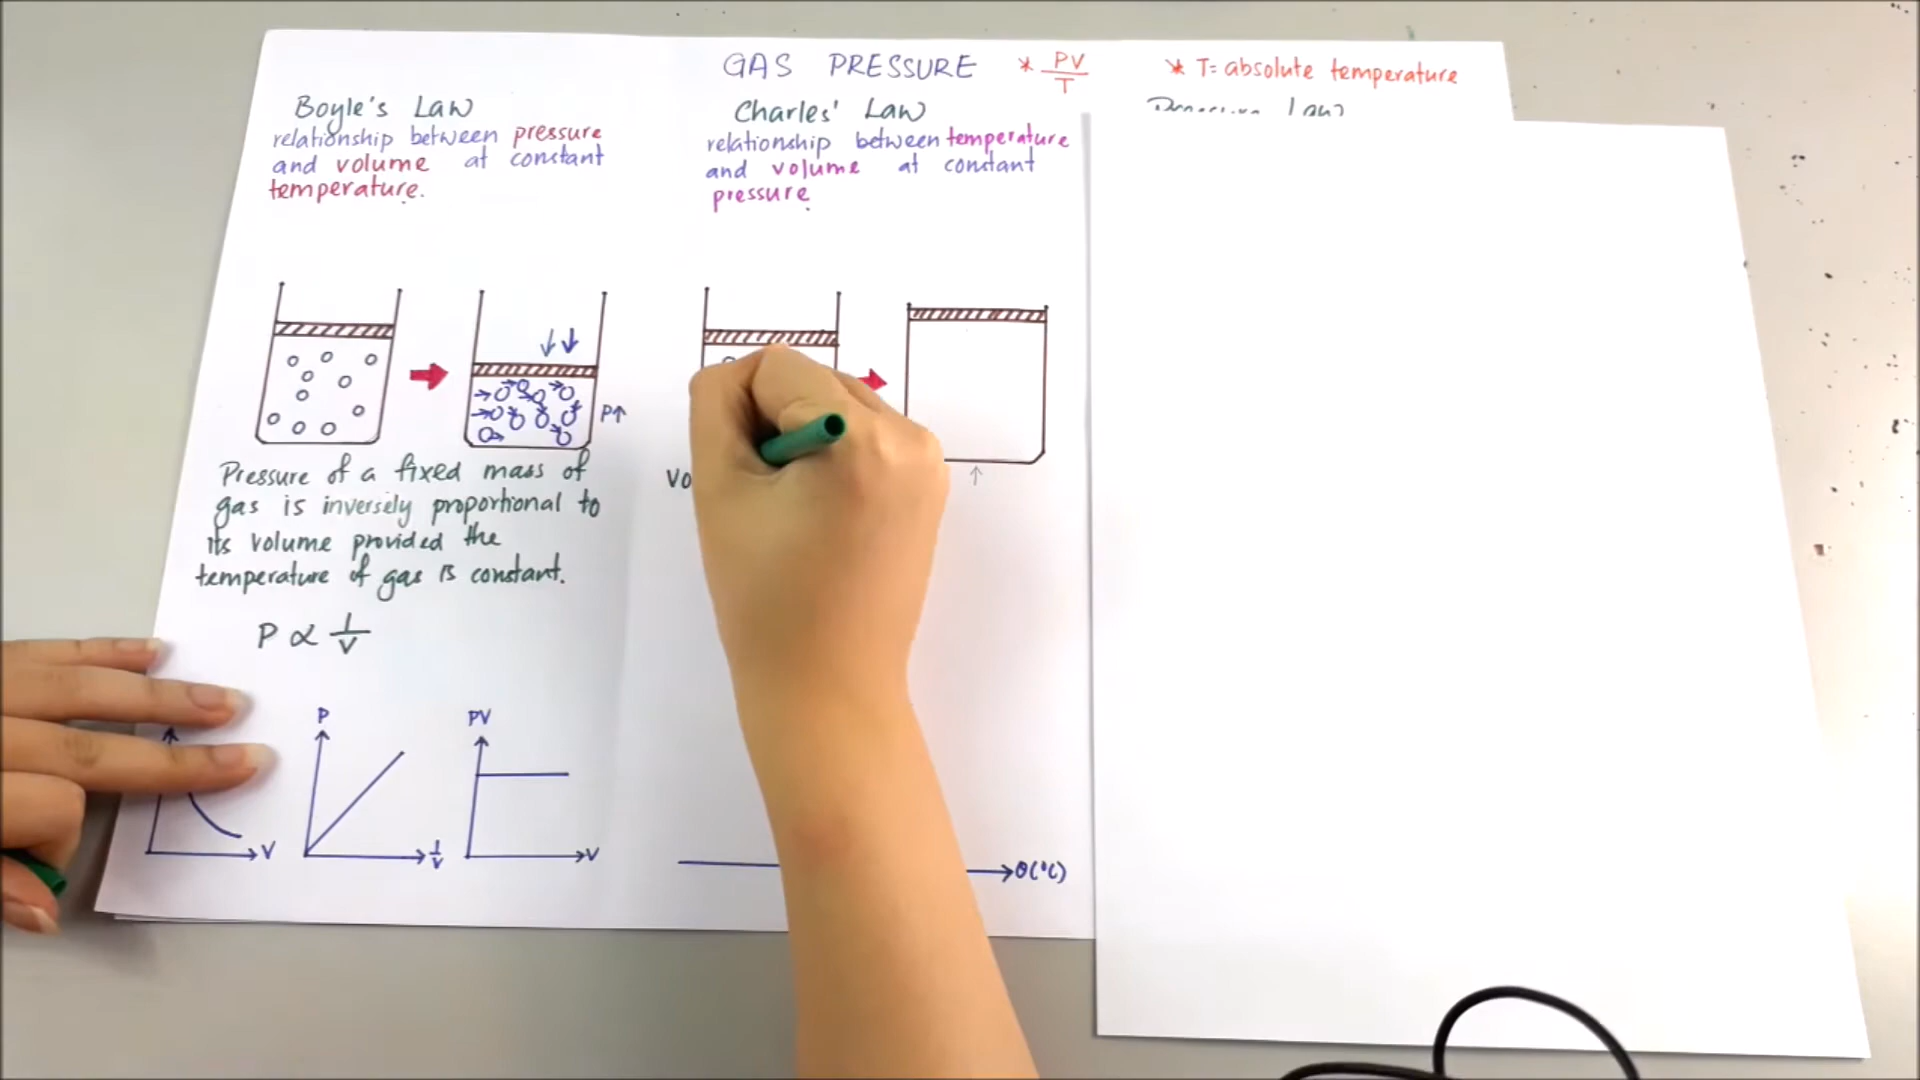 GAS PRESSURE * PV/T
* T= absolute temperature
Boyle's Law
relationship between pressure
and volume at constant
temperature.
P↑
Pressure of a fixed mass of
gas is inversely proportional to
its volume provided the
temperature of gas is constant.
P ∝ 1/V
V
P
1/V
PV
V
Charles' Law
relationship between temperature
and volume at constant
pressure.
θ(°C)
Law